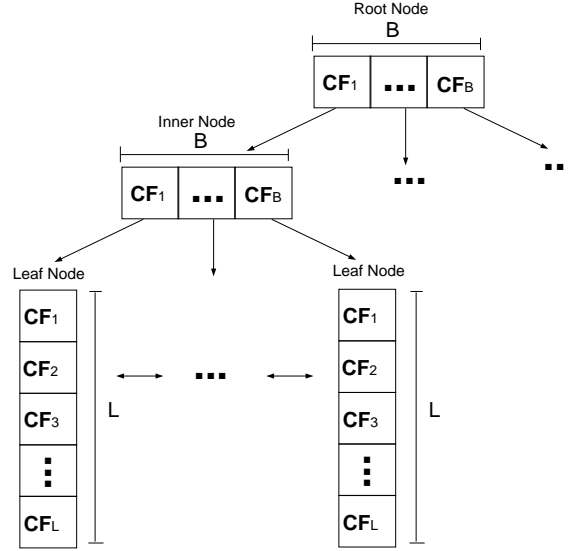 Root Node
B
CF1 ... CFB
Inner Node
B
CF1 ... CFB
...
..
Leaf Node
Leaf Node
CF1
CF2
CF3
⋮
CFL
L
...
CF1
CF2
CF3
⋮
CFL
L